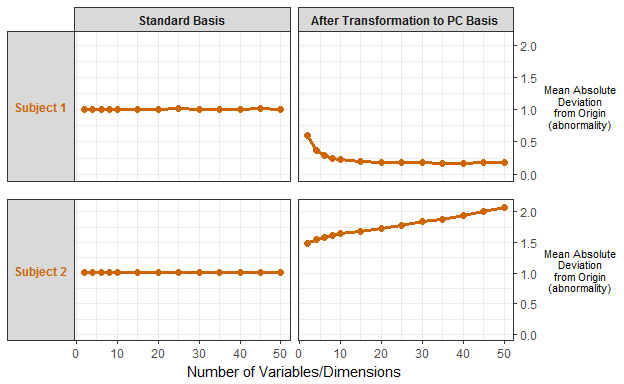 Standard Basis
After Transformation to PC Basis
Subject 1
2.0
1.5
1.0
0.5
0.0
Mean Absolute
Deviation
from Origin
(abnormality)
Subject 2
2.0
1.5
1.0
0.5
0.0
Mean Absolute
Deviation
from Origin
(abnormality)
0 10 20 30 40 50
0 10 20 30 40 50
Number of Variables/Dimensions